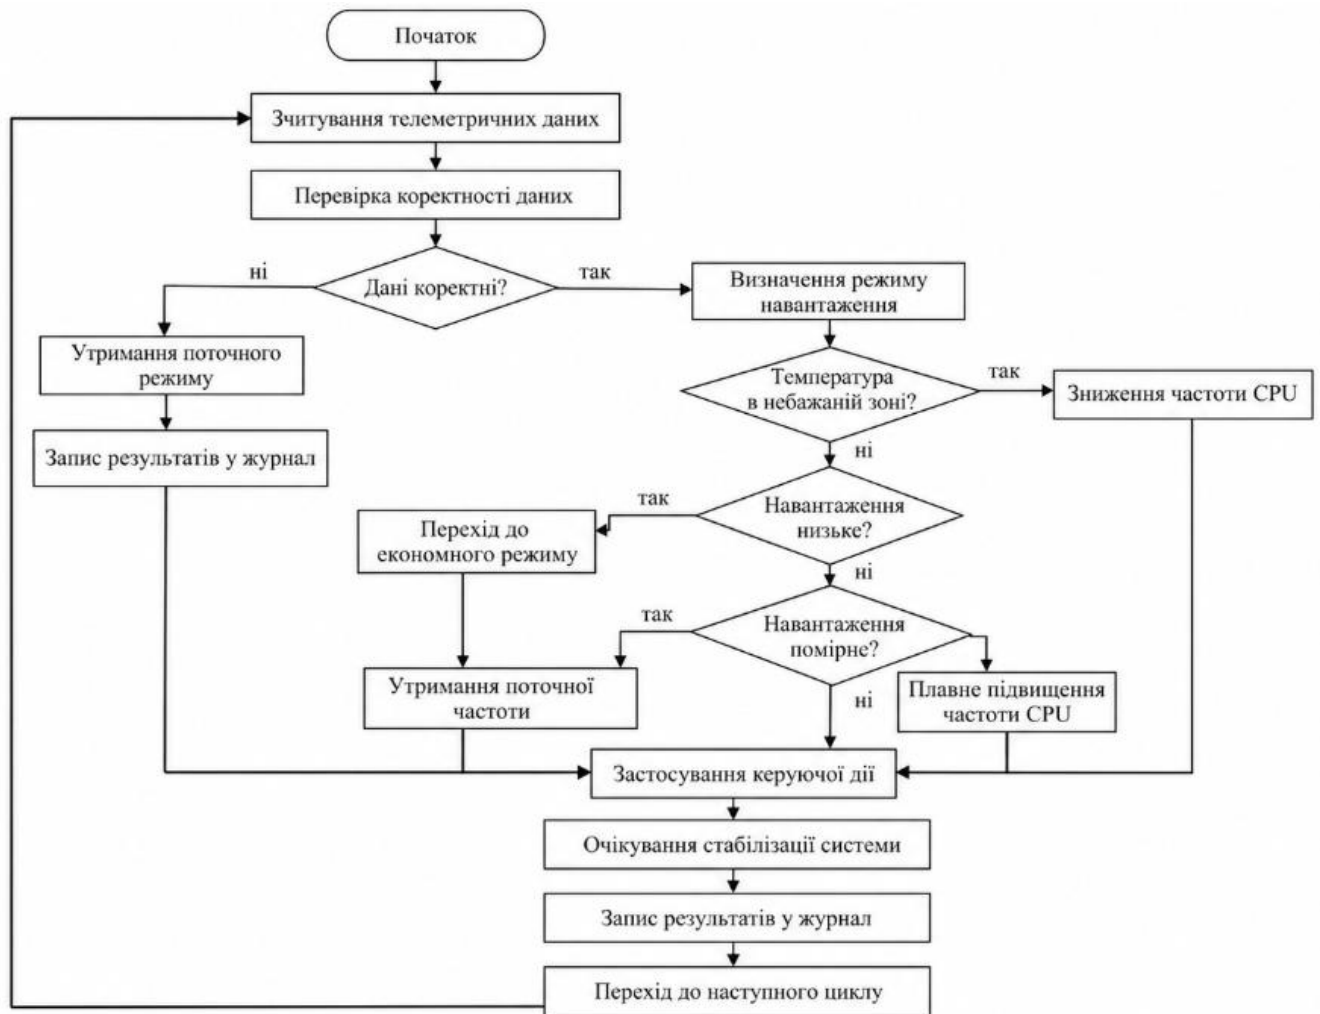 Початок
Зчитування телеметричних даних
Перевірка коректності даних
ні
Дані коректні?
так
Визначення режиму
навантаження
Утримання поточного
режиму
Температура
в небажаній зоні?
так
Зниження частоти CPU
Запис результатів у журнал
ні
так
Навантаження
низьке?
Перехід до
економного режиму
ні
так
Навантаження
помірне?
Утримання поточної
частоти
ні
Плавне підвищення
частоти CPU
Застосування керуючої дії
Очікування стабілізації системи
Запис результатів у журнал
Перехід до наступного циклу